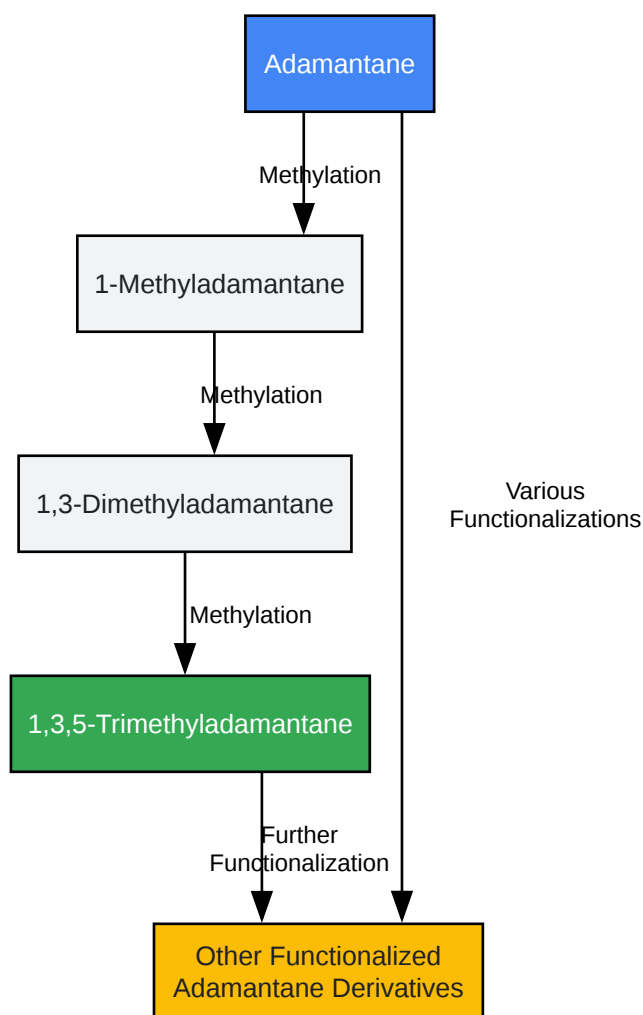 Adamantane
Methylation
1-Methyladamantane
Methylation
1,3-Dimethyladamantane
Various
Functionalizations
Methylation
1,3,5-Trimethyladamantane
Further
Functionalization
Other Functionalized
Adamantane Derivatives